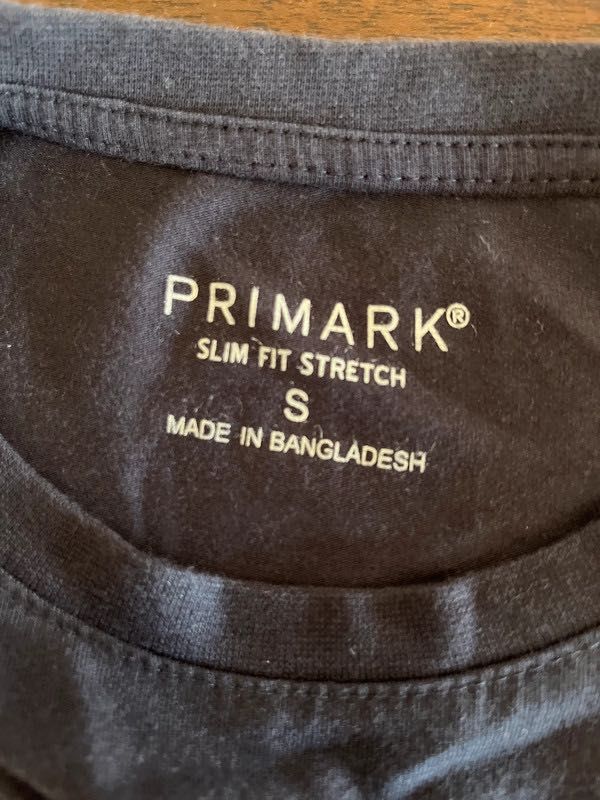 PRIMARK®
SLIM FIT STRETCH
S
MADE IN BANGLADESH